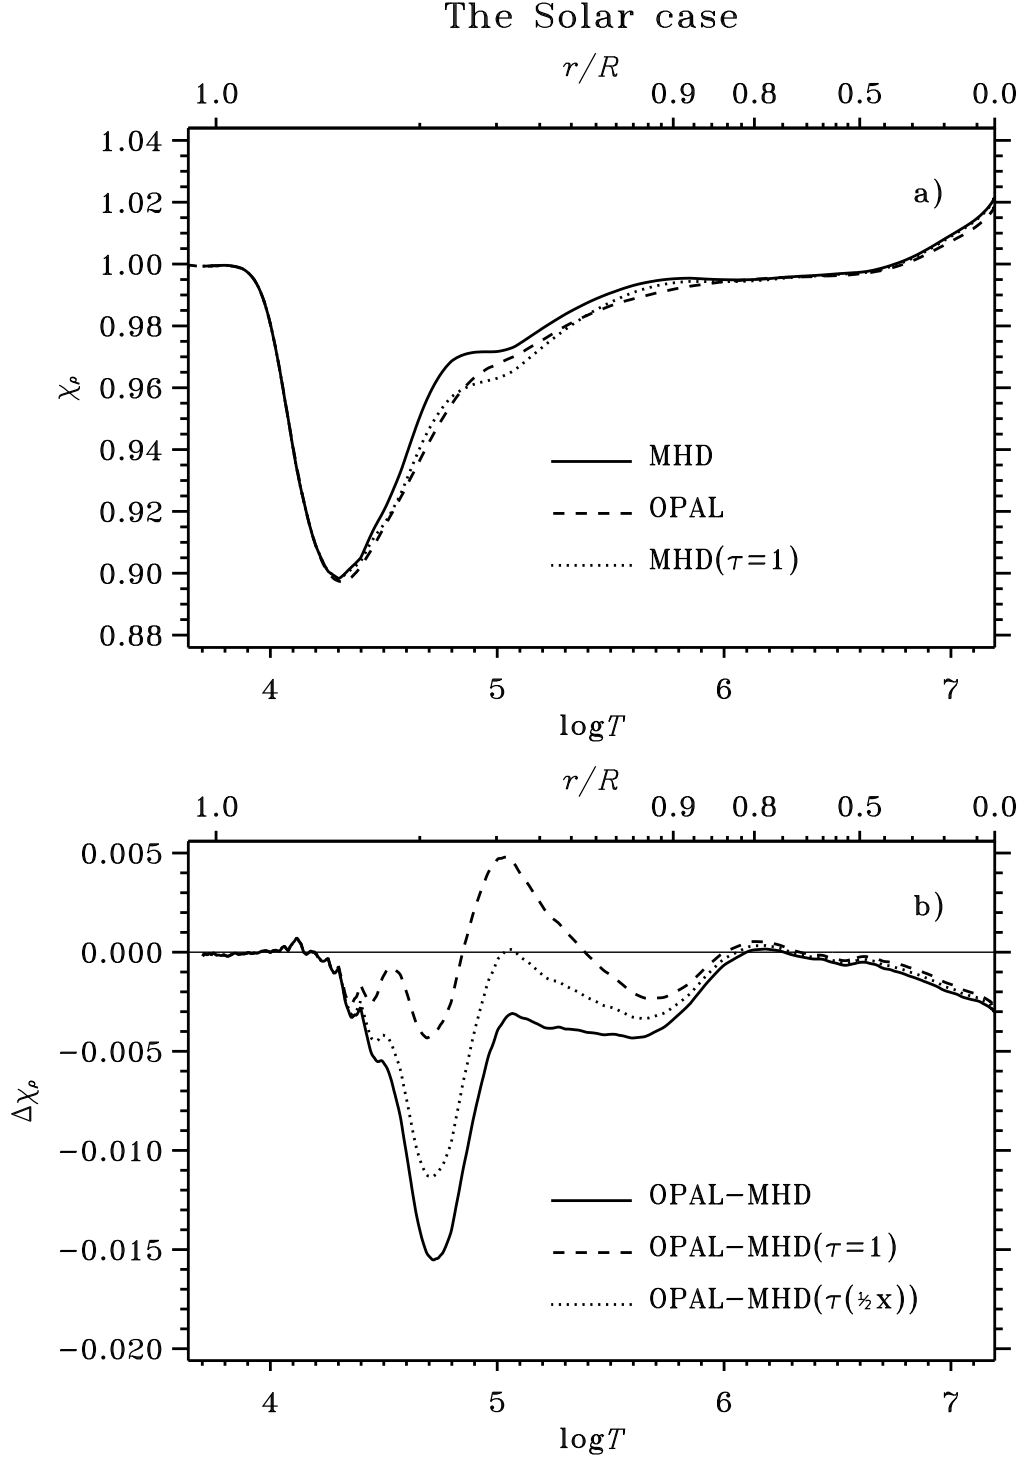 The Solar case
r/R
1.0 0.9 0.8 0.5 0.0
a)
1.04
1.02
1.00
0.98
0.96
0.94
0.92
0.90
0.88
χρ
MHD
OPAL
MHD(τ=1)
4 5 6 7
logT
r/R
1.0 0.9 0.8 0.5 0.0
b)
0.005
0.000
−0.005
−0.010
−0.015
−0.020
Δχρ
OPAL−MHD
OPAL−MHD(τ=1)
OPAL−MHD(τ(½x))
4 5 6 7
logT